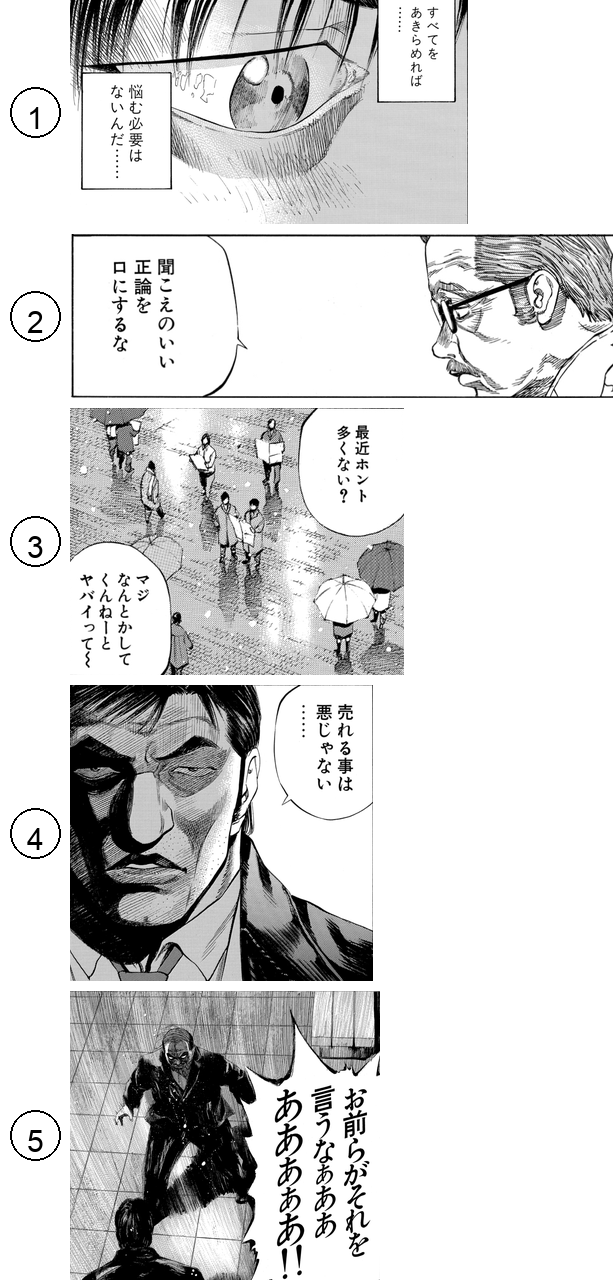 1
すべてを
あきらめれば
……
悩む必要は
ないんだ……
2
聞こえのいい
正論を
口にするな
3
最近ホント
多くない?
マジ
なんとかして
くんねーと
ヤバイって〜
4
売れる事は
悪じゃない
……
5
お前らがそれを
言うなぁああ
あああぁあ!!